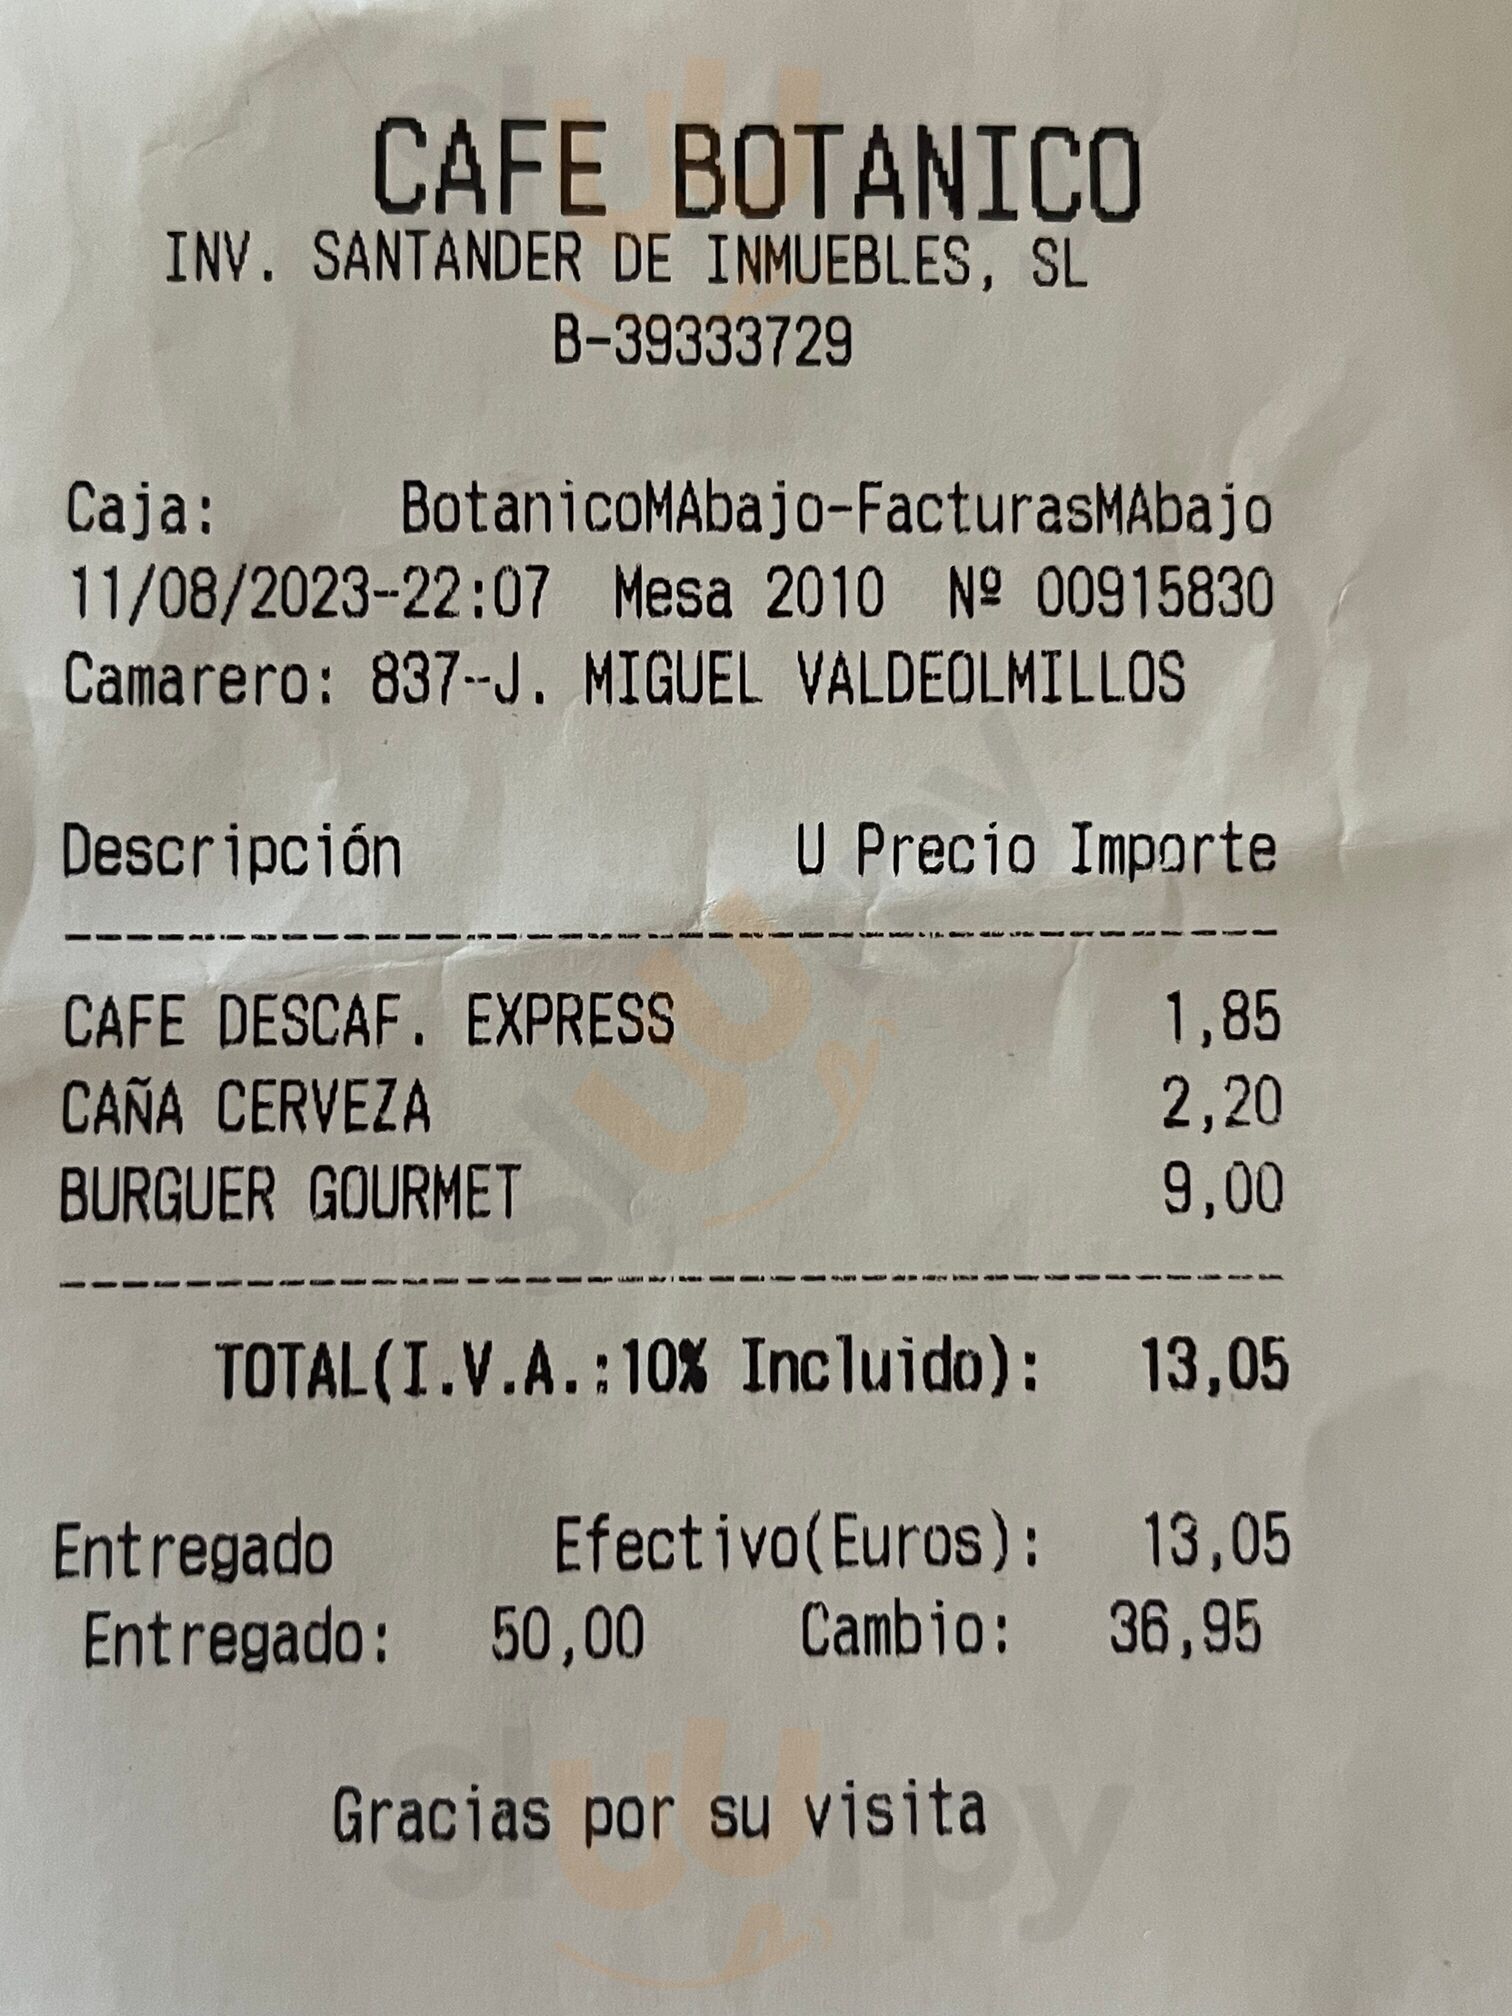 CAFE BOTANICO
INV. SANTANDER DE INMUEBLES, SL
B-39333729
Caja: BotanicoMAbajo-FacturasMAbajo
11/08/2023-22:07 Mesa 2010 Nº 00915830
Camarero: 837-J. MIGUEL VALDEOLMILLOS
Descripción U Precio Importe
CAFE DESCAF. EXPRESS 1,85
CAÑA CERVEZA 2,20
BURGUER GOURMET 9,00
TOTAL(I.V.A.:10% Incluido): 13,05
Entregado Efectivo(Euros): 13,05
Entregado: 50,00 Cambio: 36,95
Gracias por su visita
sluurpy
sluurpy
sluurpy